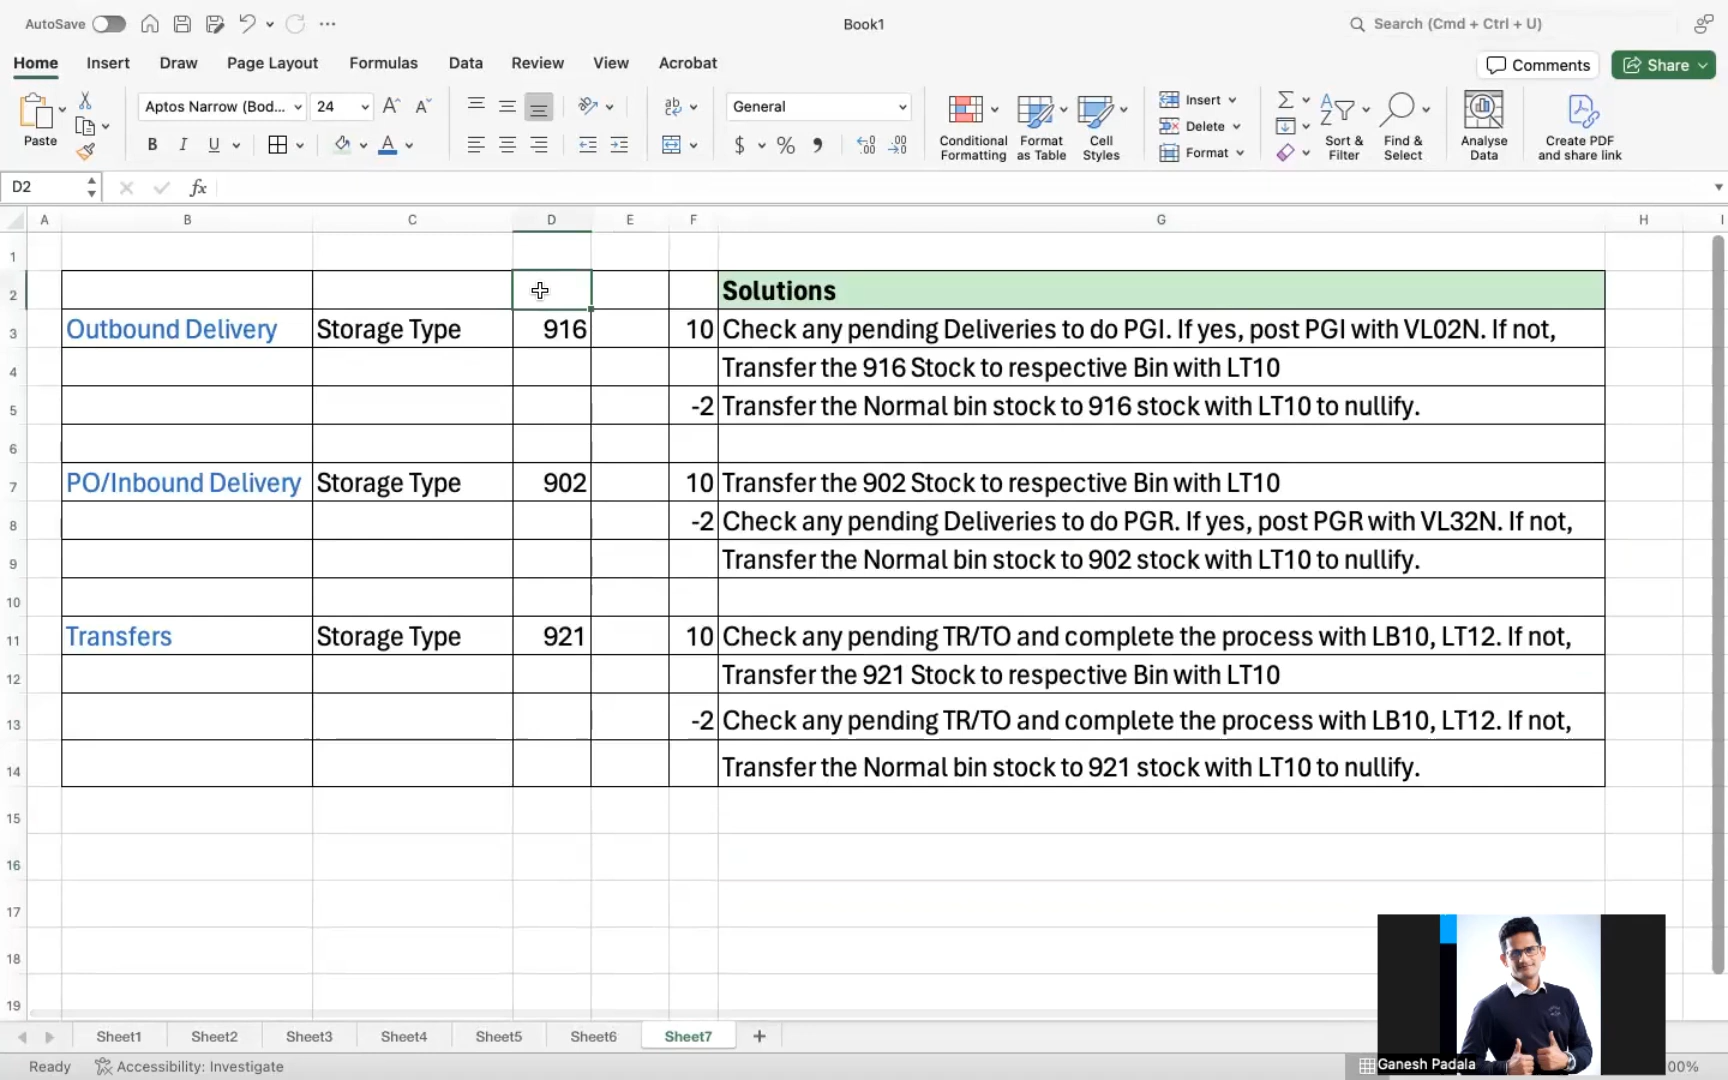 AutoSave
Book1
Search (Cmd + Ctrl + U)
Home Insert Draw Page Layout Formulas Data Review View Acrobat Comments Share
Paste
Aptos Narrow (Bod... 24
General
Conditional Formatting
Format as Table
Cell Styles
Insert
Delete
Format
Sort & Filter
Find & Select
Analyse Data
Create PDF and share link
B I U A
$ % ,
D2 fx
A B C D E F G H I
1
2 Solutions
3 Outbound Delivery Storage Type 916 10 Check any pending Deliveries to do PGI. If yes, post PGI with VL02N. If not,
4 Transfer the 916 Stock to respective Bin with LT10
5 -2 Transfer the Normal bin stock to 916 stock with LT10 to nullify.
6
7 PO/Inbound Delivery Storage Type 902 10 Transfer the 902 Stock to respective Bin with LT10
8 -2 Check any pending Deliveries to do PGR. If yes, post PGR with VL32N. If not,
9 Transfer the Normal bin stock to 902 stock with LT10 to nullify.
10
11 Transfers Storage Type 921 10 Check any pending TR/TO and complete the process with LB10, LT12. If not,
12 Transfer the 921 Stock to respective Bin with LT10
13 -2 Check any pending TR/TO and complete the process with LB10, LT12. If not,
14 Transfer the Normal bin stock to 921 stock with LT10 to nullify.
15
16
17
18
19
Sheet1 Sheet2 Sheet3 Sheet4 Sheet5 Sheet6 Sheet7 +
Ready Accessibility: Investigate
Ganesh Padala
00%